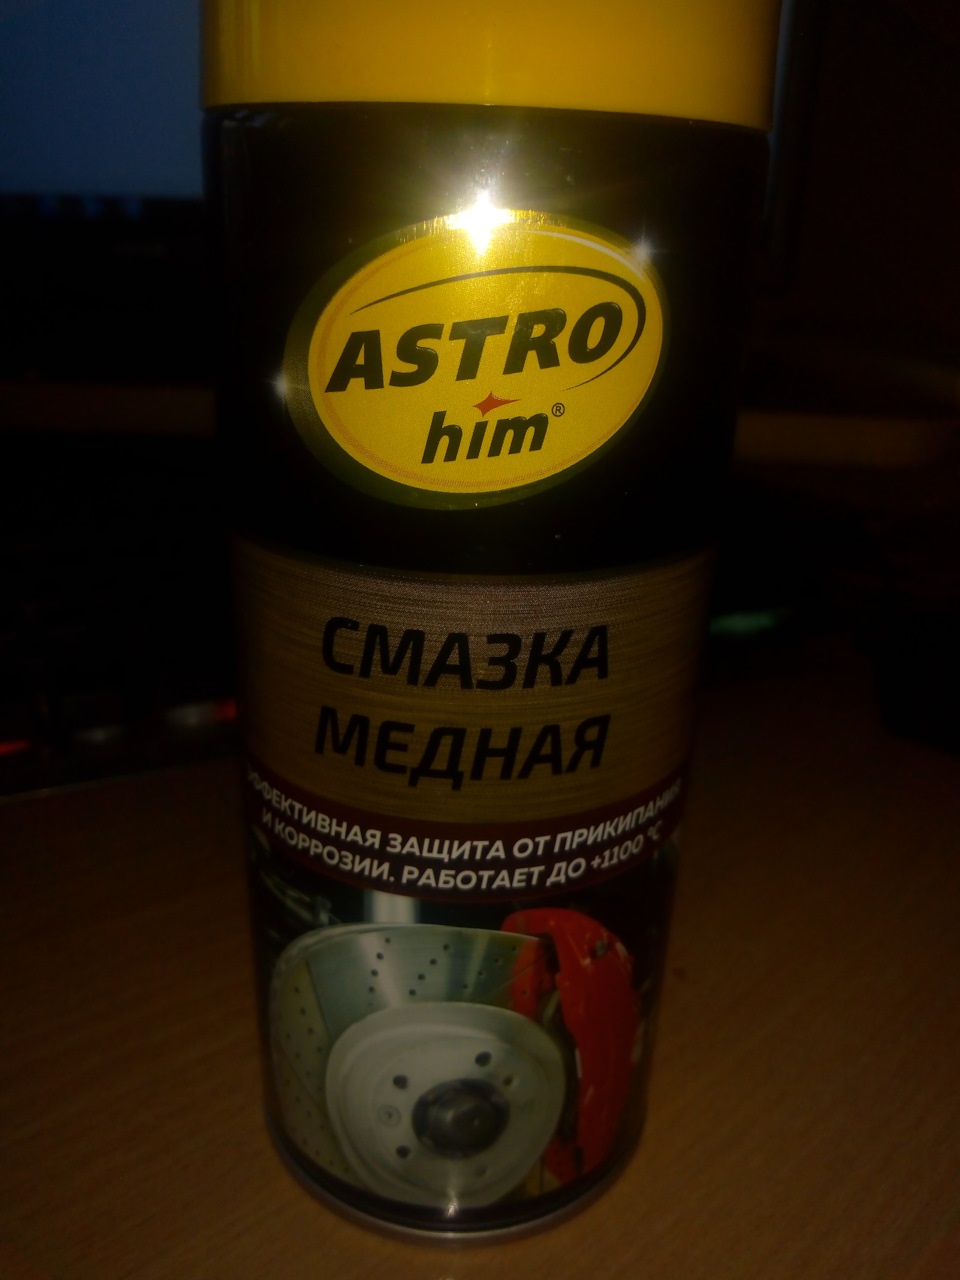 ASTRO
him®
СМАЗКА
МЕДНАЯ
ЭФФЕКТИВНАЯ ЗАЩИТА ОТ ПРИКИПАНИЯ
И КОРРОЗИИ. РАБОТАЕТ ДО +1100 °C